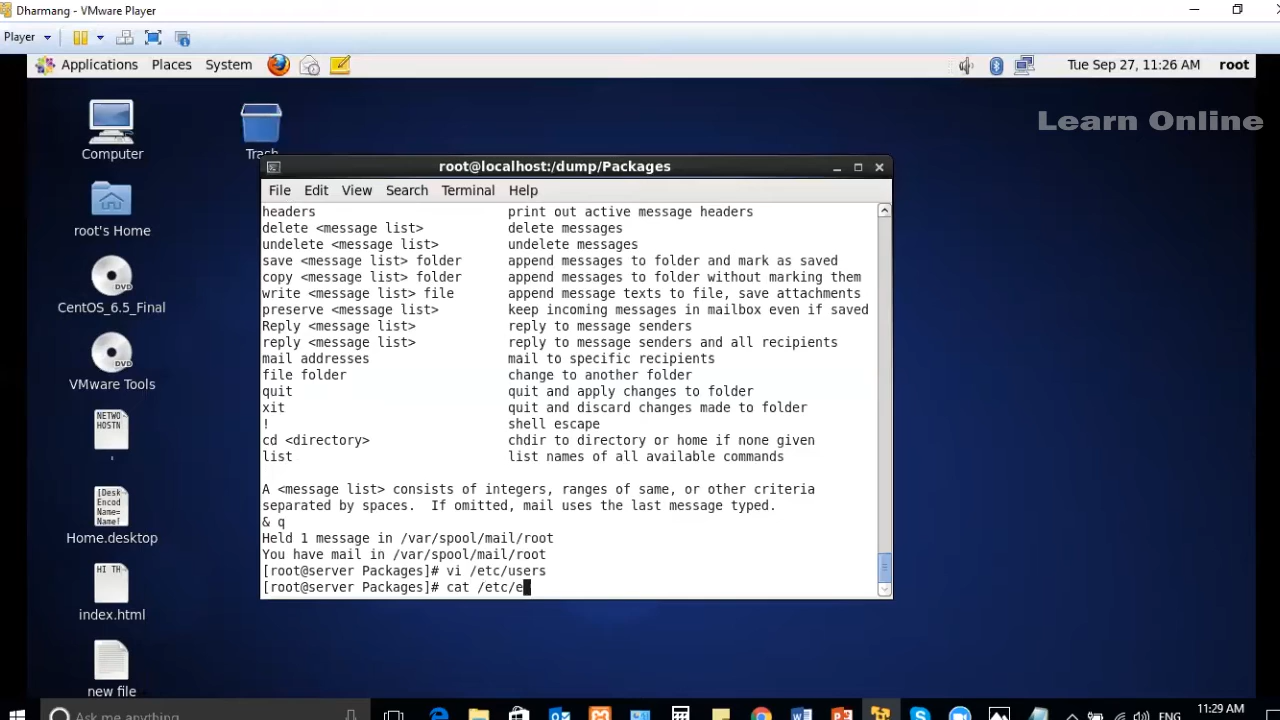 Dharmang - VMware Player
Player
Applications Places System Tue Sep 27, 11:26 AM root
Learn Online
Computer
Trash
root's Home
CentOS_6.5_Final
VMware Tools
NETWO
HOSTN
[Desk
Encod
Name=
Name[
Home.desktop
HI TH
index.html
new file
root@localhost:/dump/Packages
File Edit View Search Terminal Help
headers print out active message headers
delete <message list> delete messages
undelete <message list> undelete messages
save <message list> folder append messages to folder and mark as saved
copy <message list> folder append messages to folder without marking them
write <message list> file append message texts to file, save attachments
preserve <message list> keep incoming messages in mailbox even if saved
Reply <message list> reply to message senders
reply <message list> reply to message senders and all recipients
mail addresses mail to specific recipients
file folder change to another folder
quit quit and apply changes to folder
xit quit and discard changes made to folder
! shell escape
cd <directory> chdir to directory or home if none given
list list names of all available commands
A <message list> consists of integers, ranges of same, or other criteria
separated by spaces. If omitted, mail uses the last message typed.
& q
Held 1 message in /var/spool/mail/root
You have mail in /var/spool/mail/root
[root@server Packages]# vi /etc/users
[root@server Packages]# cat /etc/e
Ask me anything
ENG
11:29 AM